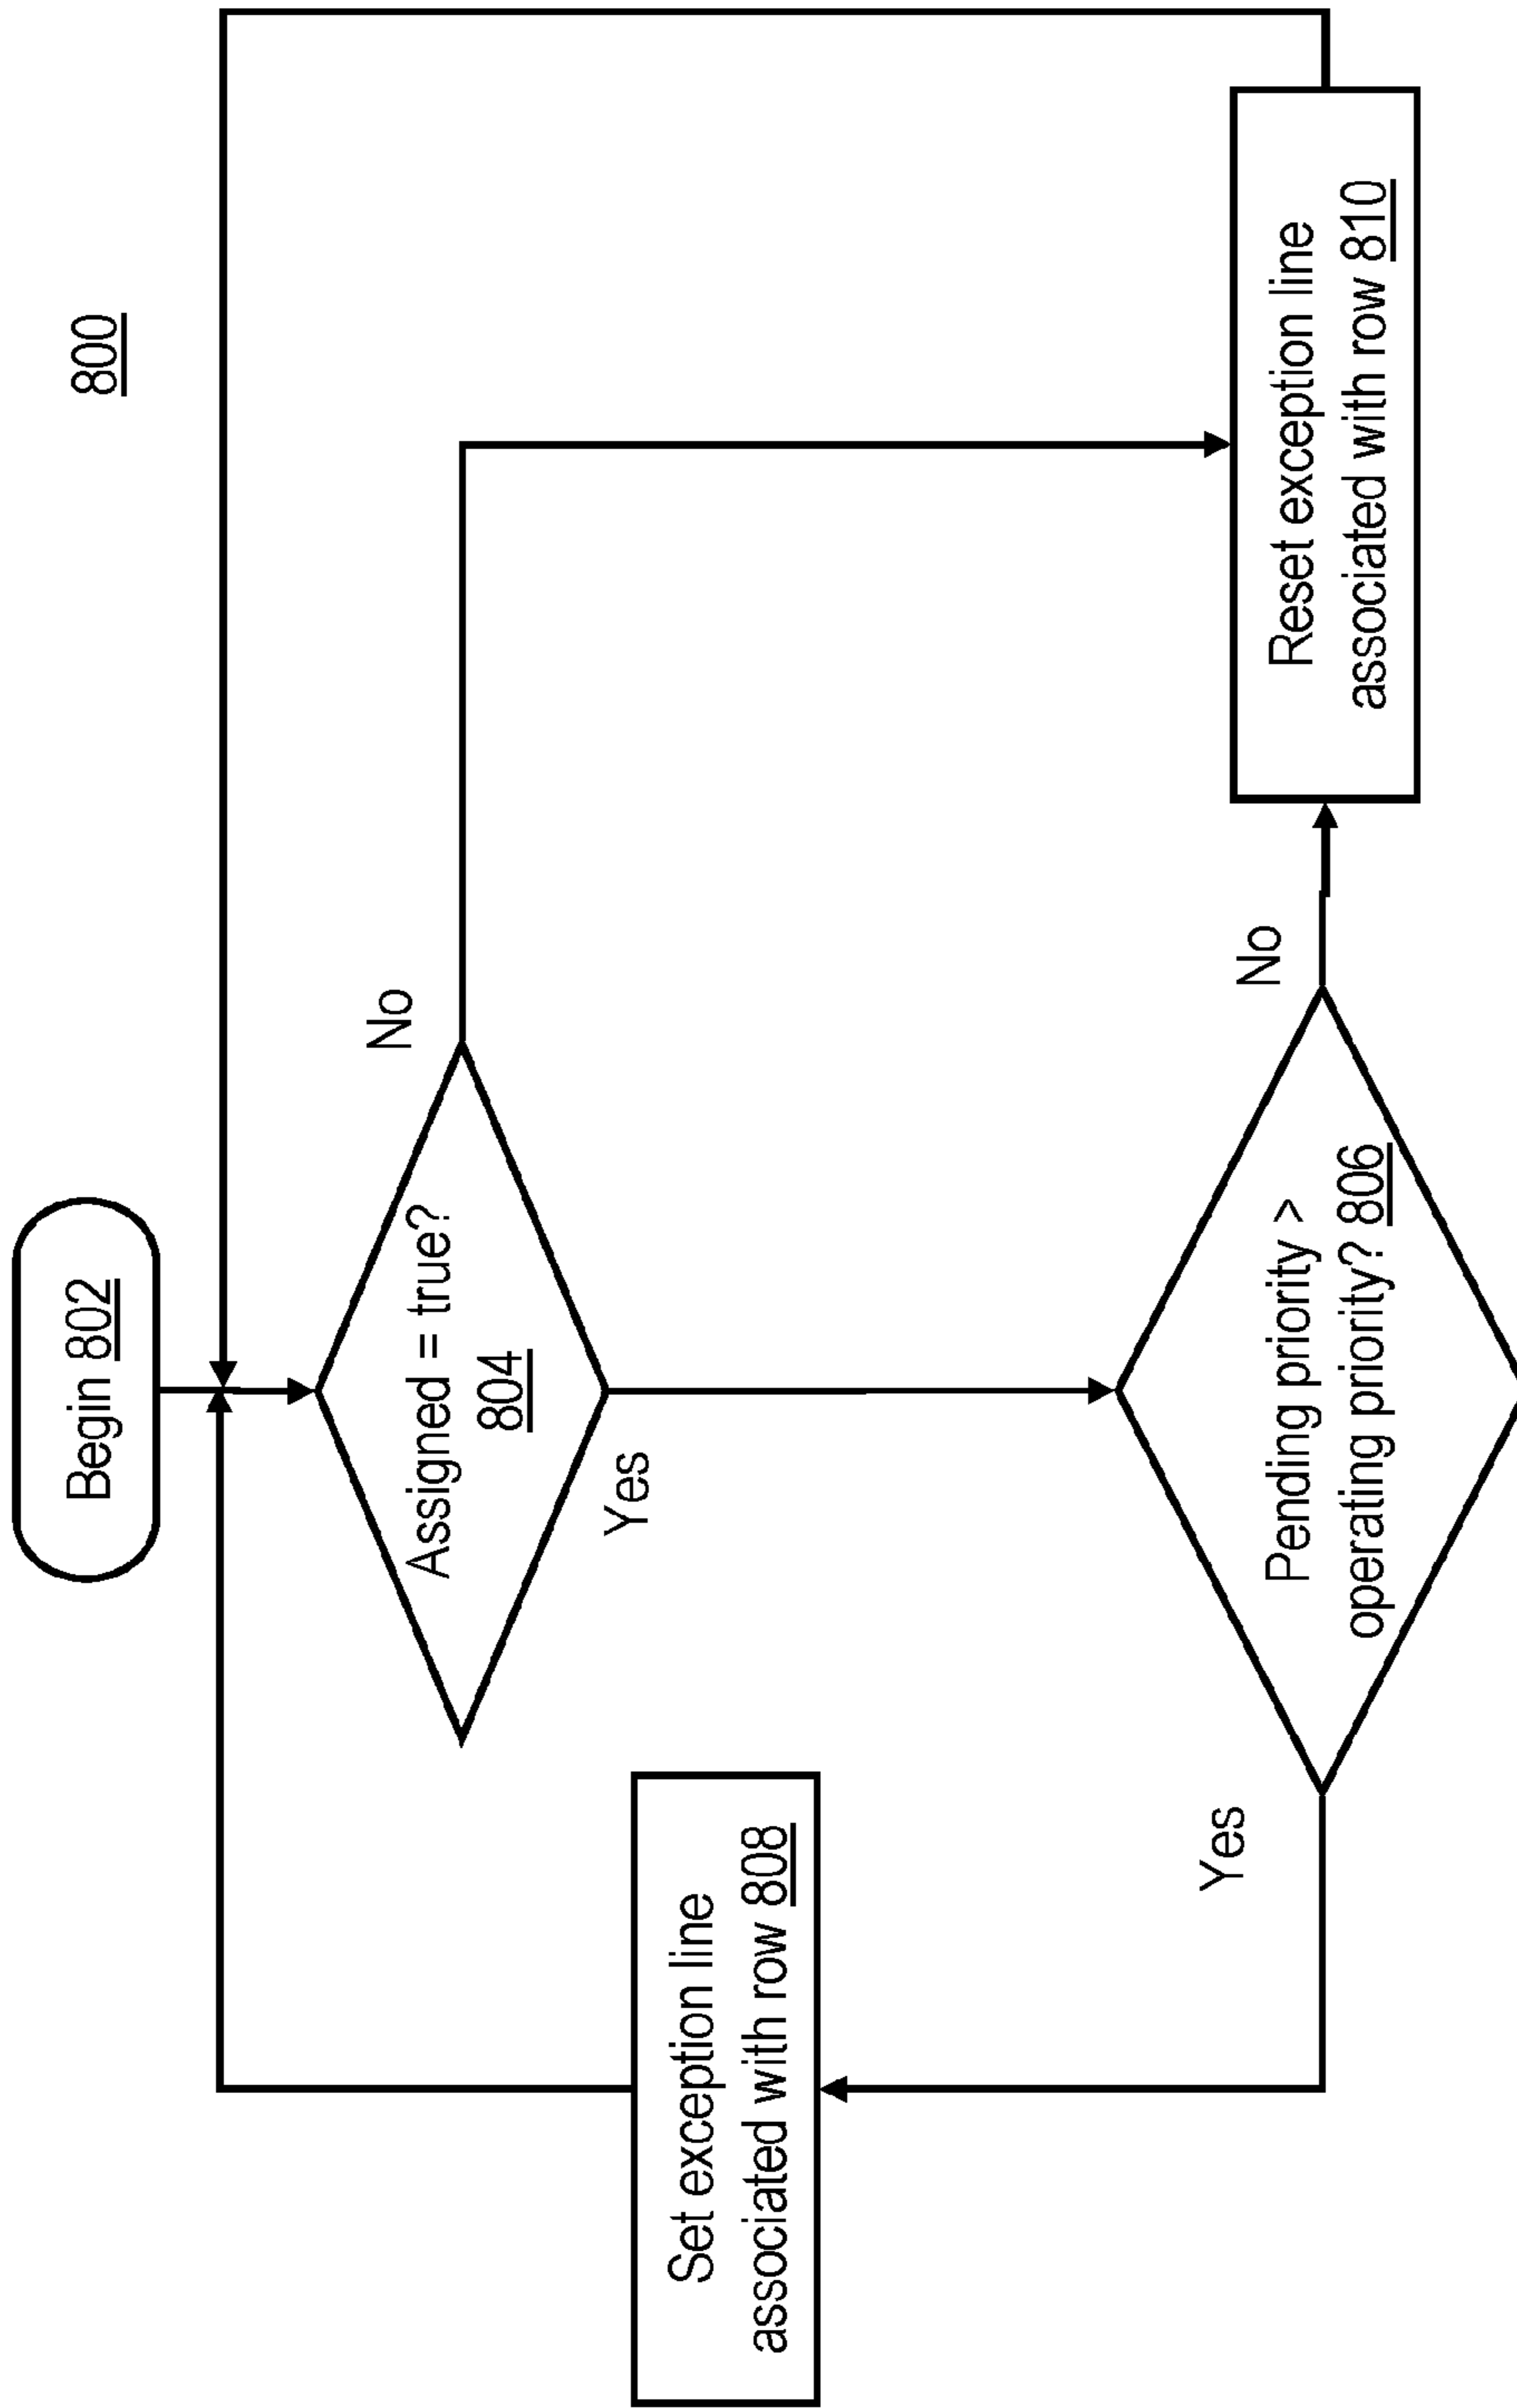 800
Begin 802
Assigned = true?
804
No
Yes
Set exception line
associated with row 808
Pending priority >
operating priority? 806
Yes
No
Reset exception line
associated with row 810